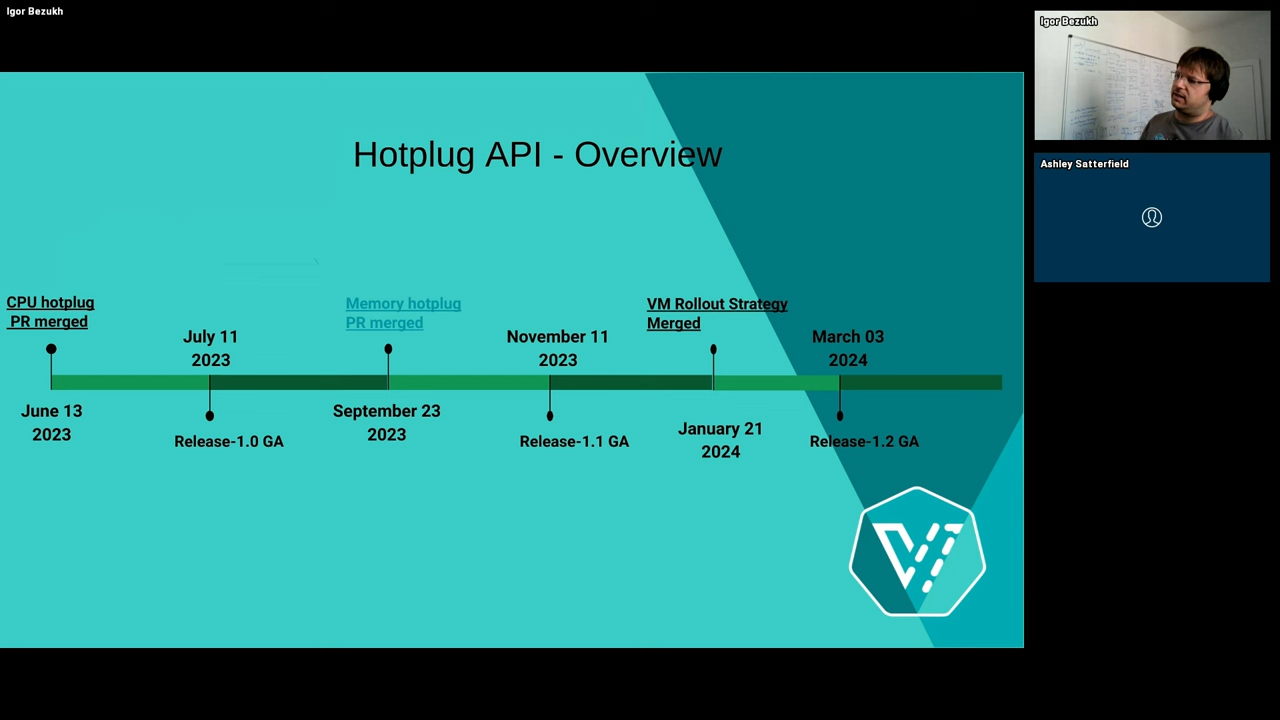 Igor Bezukh
Igor Bezukh
Ashley Satterfield
Hotplug API - Overview
CPU hotplug
PR merged
June 13
2023
July 11
2023
Release-1.0 GA
Memory hotplug
PR merged
September 23
2023
November 11
2023
Release-1.1 GA
VM Rollout Strategy
Merged
January 21
2024
March 03
2024
Release-1.2 GA